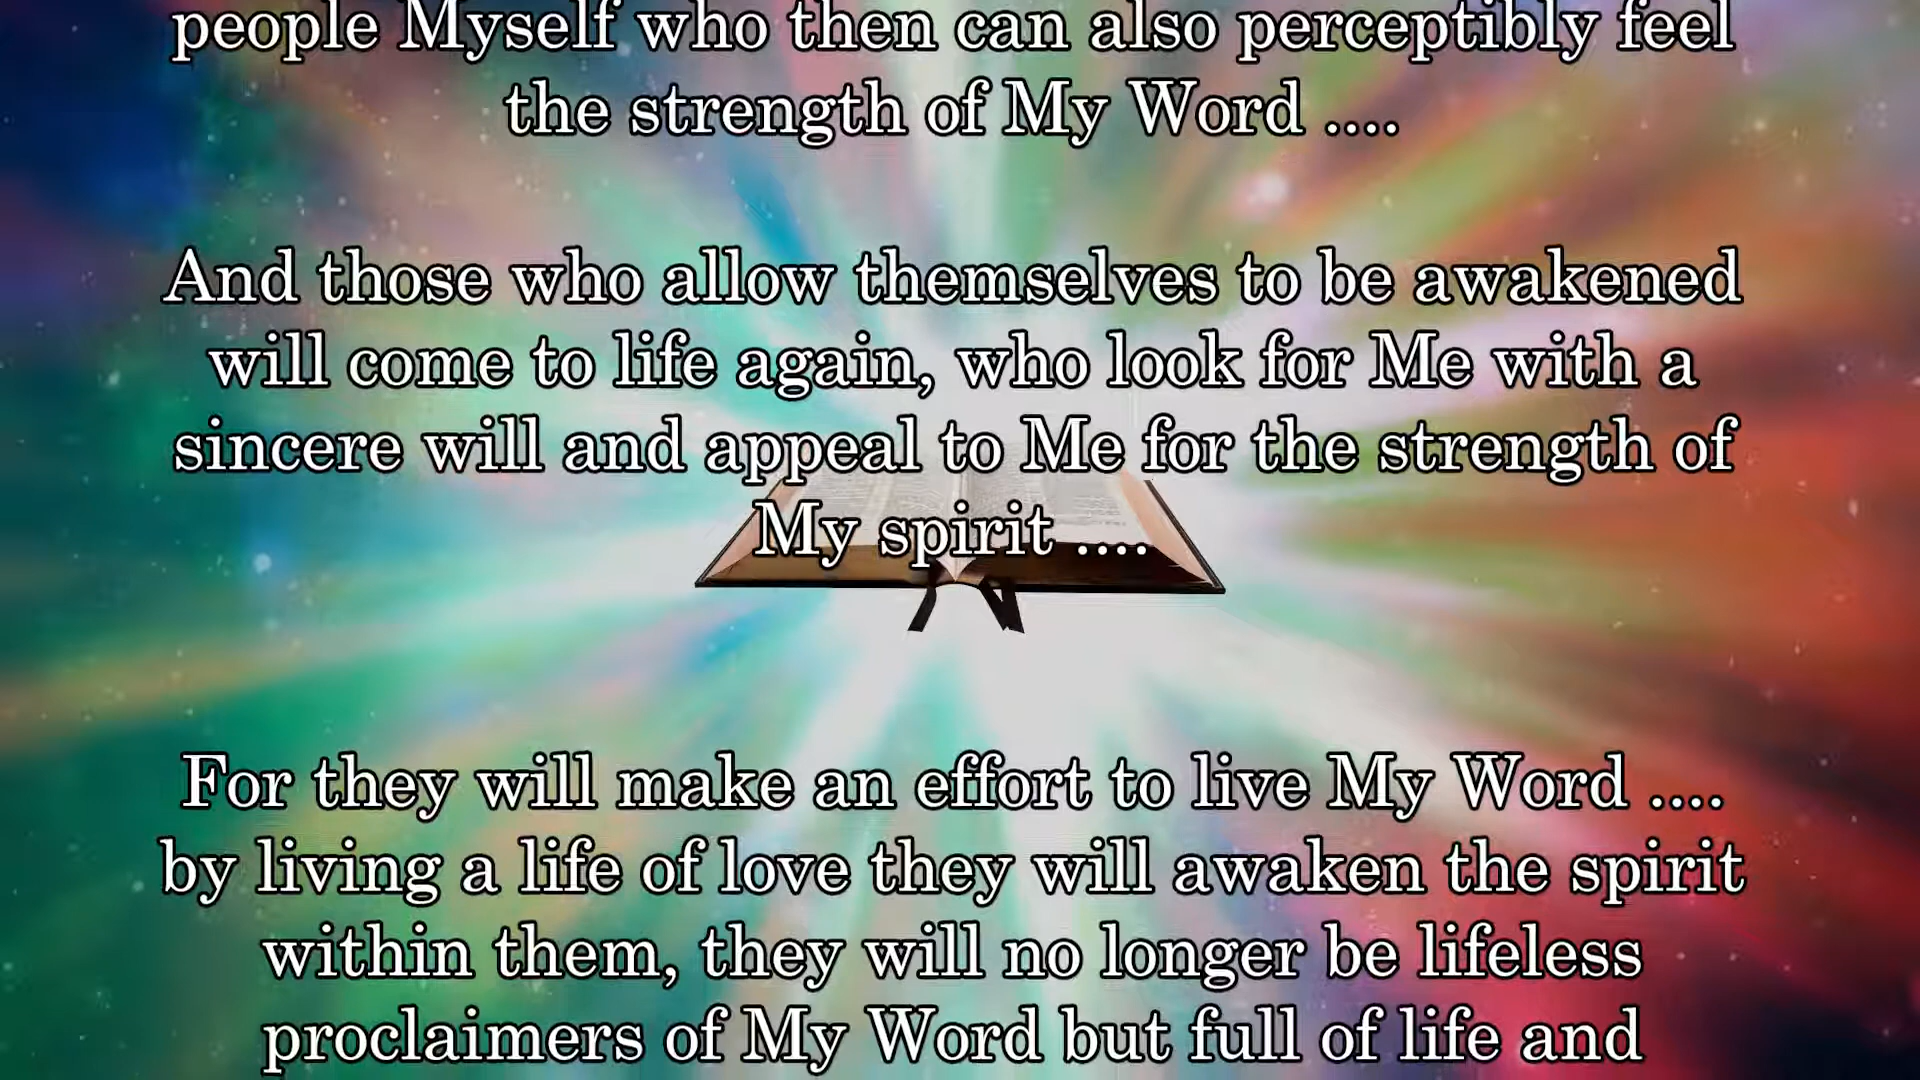 people Myself who then can also perceptibly feel
the strength of My Word ....
And those who allow themselves to be awakened
will come to life again, who look for Me with a
sincere will and appeal to Me for the strength of
My spirit ....
For they will make an effort to live My Word ....
by living a life of love they will awaken the spirit
within them, they will no longer be lifeless
proclaimers of My Word but full of life and